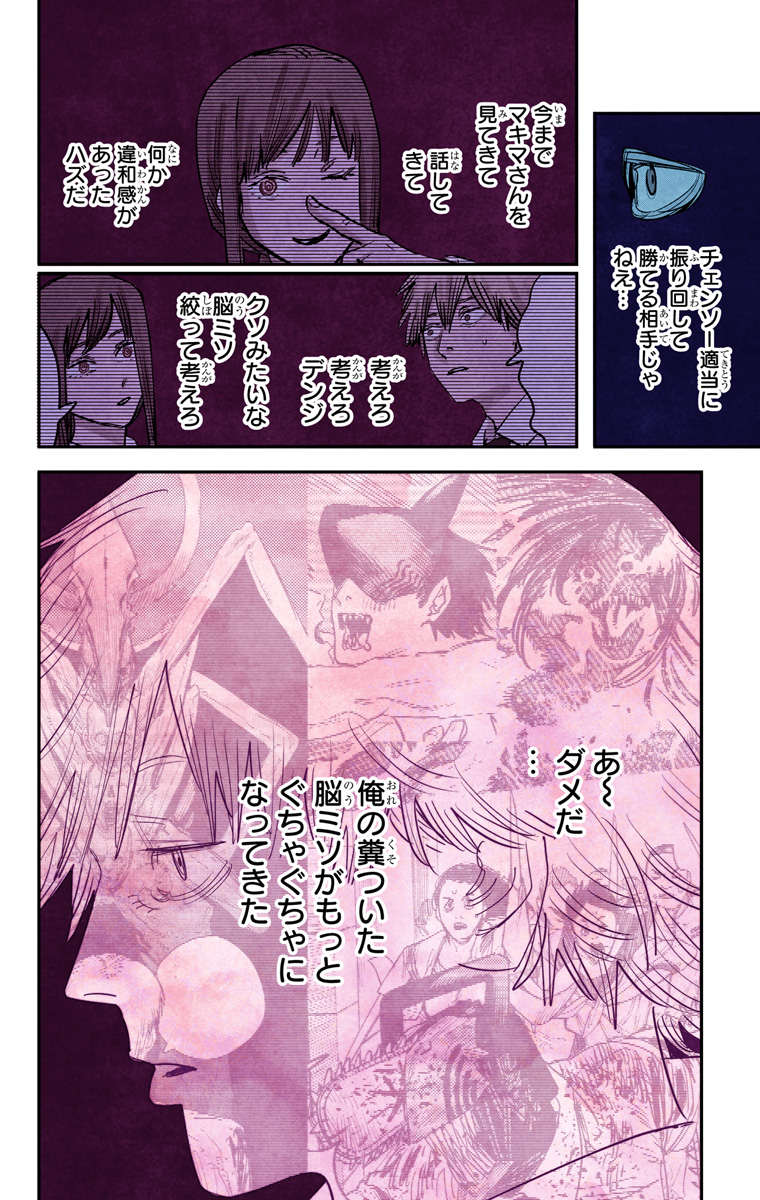 チェンソー適当に
振り回して
勝てる相手じゃ
ねえ…
今まで
マキマさんを
見てきて
話して
きて
何か
違和感が
あった
ハズだ
考えろ
考えろ
デンジ
クソみたいな
脳ミソ
絞って考えろ
あ〜
ダメだ
…
俺の糞ついた
脳ミソがもっと
ぐちゃぐちゃに
なってきた